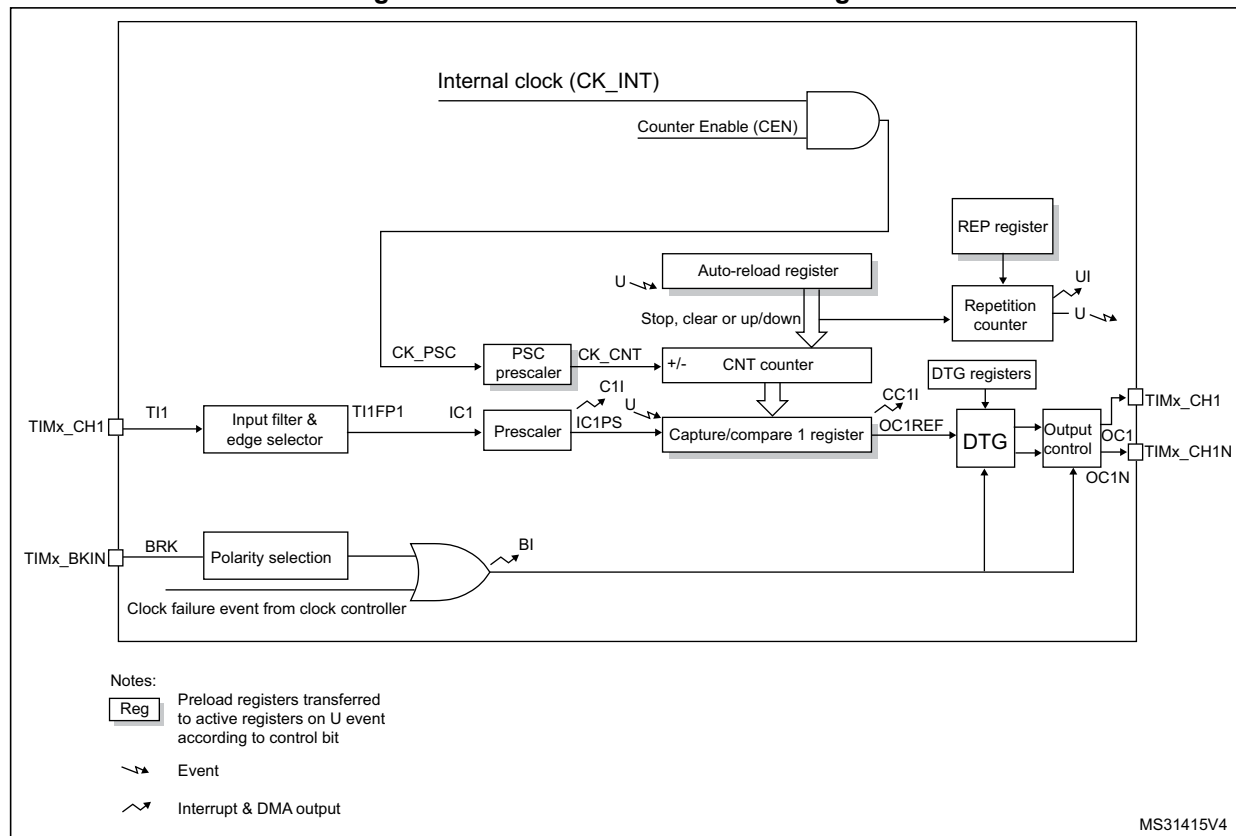 Internal clock (CK_INT)
Counter Enable (CEN)
REP register
Auto-reload register
U
UI
Repetition counter
U
Stop, clear or up/down
CK_PSC
PSC prescaler
CK_CNT
+/-
CNT counter
DTG registers
TIMx_CH1
TI1
Input filter & edge selector
TI1FP1
IC1
Prescaler
C1I
IC1PS
U
Capture/compare 1 register
CC1I
OC1REF
DTG
Output control
OC1
TIMx_CH1
TIMx_CH1N
OC1N
TIMx_BKIN
BRK
Polarity selection
BI
Clock failure event from clock controller
Notes:
Reg
Preload registers transferred
to active registers on U event
according to control bit
Event
Interrupt & DMA output
MS31415V4